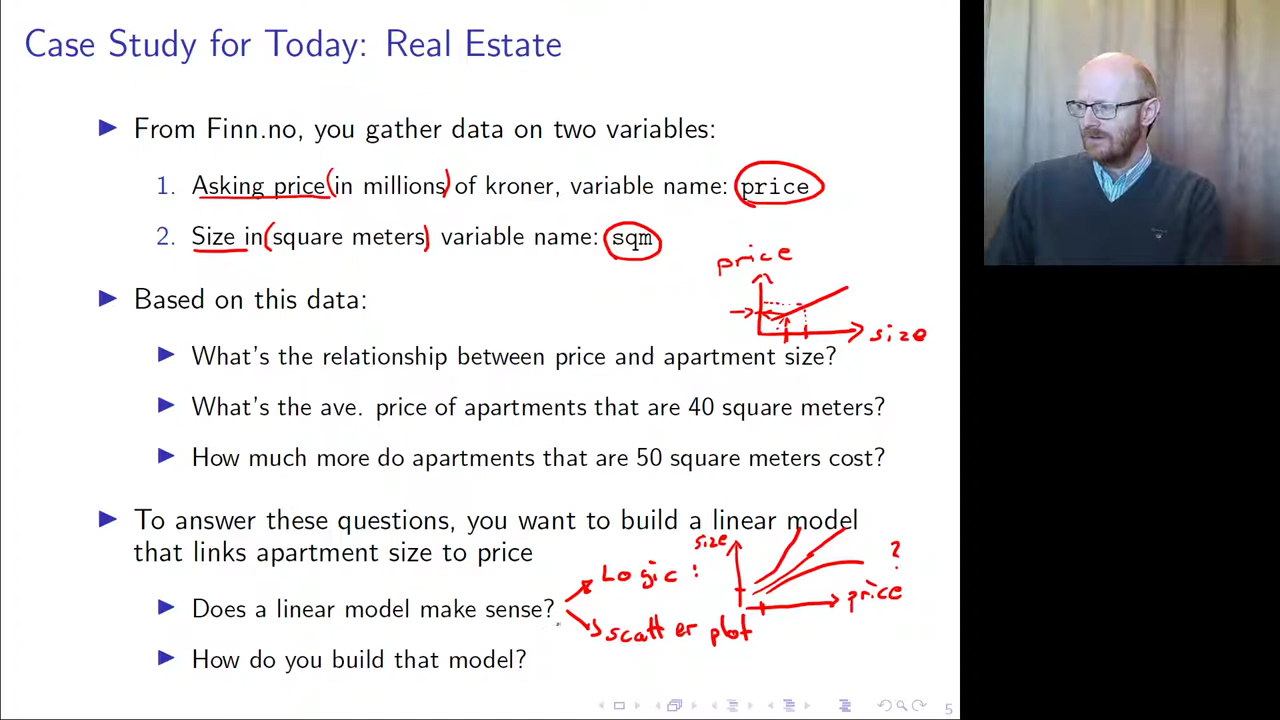 Case Study for Today: Real Estate
▶ From Finn.no, you gather data on two variables:
1. Asking price (in millions) of kroner, variable name: price
2. Size in (square meters) variable name: sqm
price
size
▶ Based on this data:
▶ What's the relationship between price and apartment size?
▶ What's the ave. price of apartments that are 40 square meters?
▶ How much more do apartments that are 50 square meters cost?
▶ To answer these questions, you want to build a linear model
that links apartment size to price
size
?
Logic :
price
▶ Does a linear model make sense?
scatter plot
▶ How do you build that model?
5